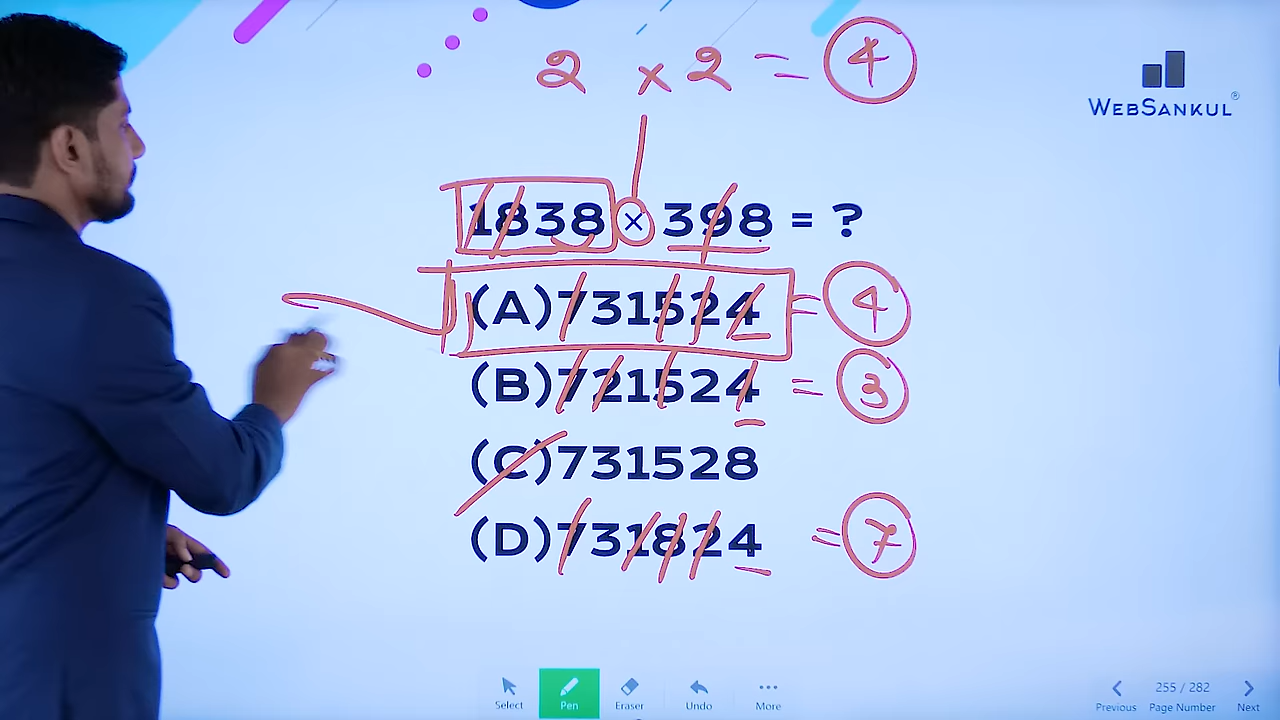 2 × 2 = 4
WEBSANKUL®
1838 × 398 = ?
(A) 731524 = 4
(B) 721524 = 3
(C) 731528
(D) 731824 = 7
Select Pen Eraser Undo More
255 / 282
Previous Page Number Next